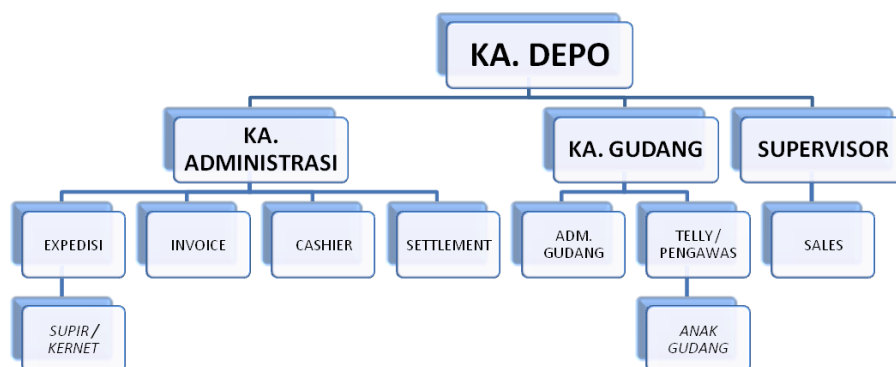 KA. DEPO
KA.
ADMINISTRASI
KA. GUDANG
SUPERVISOR
EXPEDISI
INVOICE
CASHIER
SETTLEMENT
ADM.
GUDANG
TELLY /
PENGAWAS
SALES
SUPIR /
KERNET
ANAK
GUDANG